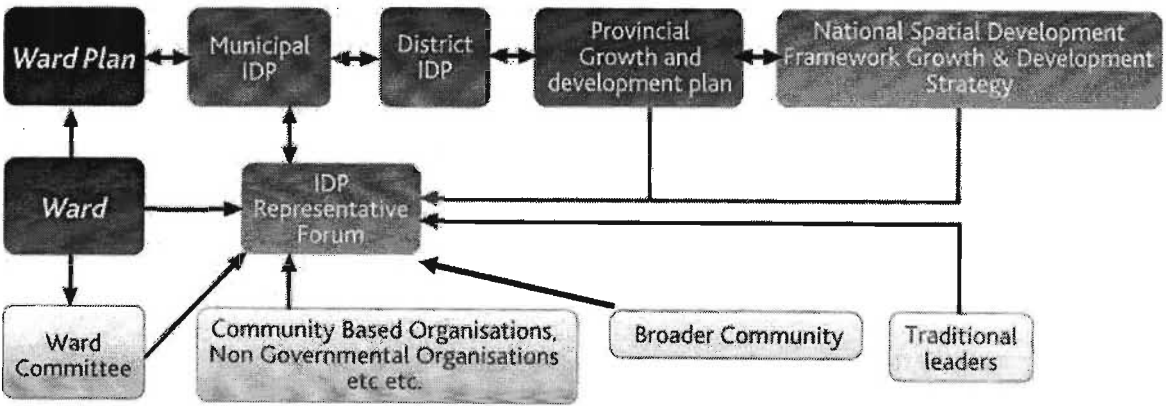 Ward Plan
Municipal
IDP
District
IDP
Provincial
Growth and
development plan
National Spatial Development
Framework Growth & Development
Strategy
Ward
IDP
Representative
Forum
Ward
Committee
Community Based Organisations,
Non Governmental Organisations
etc etc.
Broader Community
Traditional
leaders